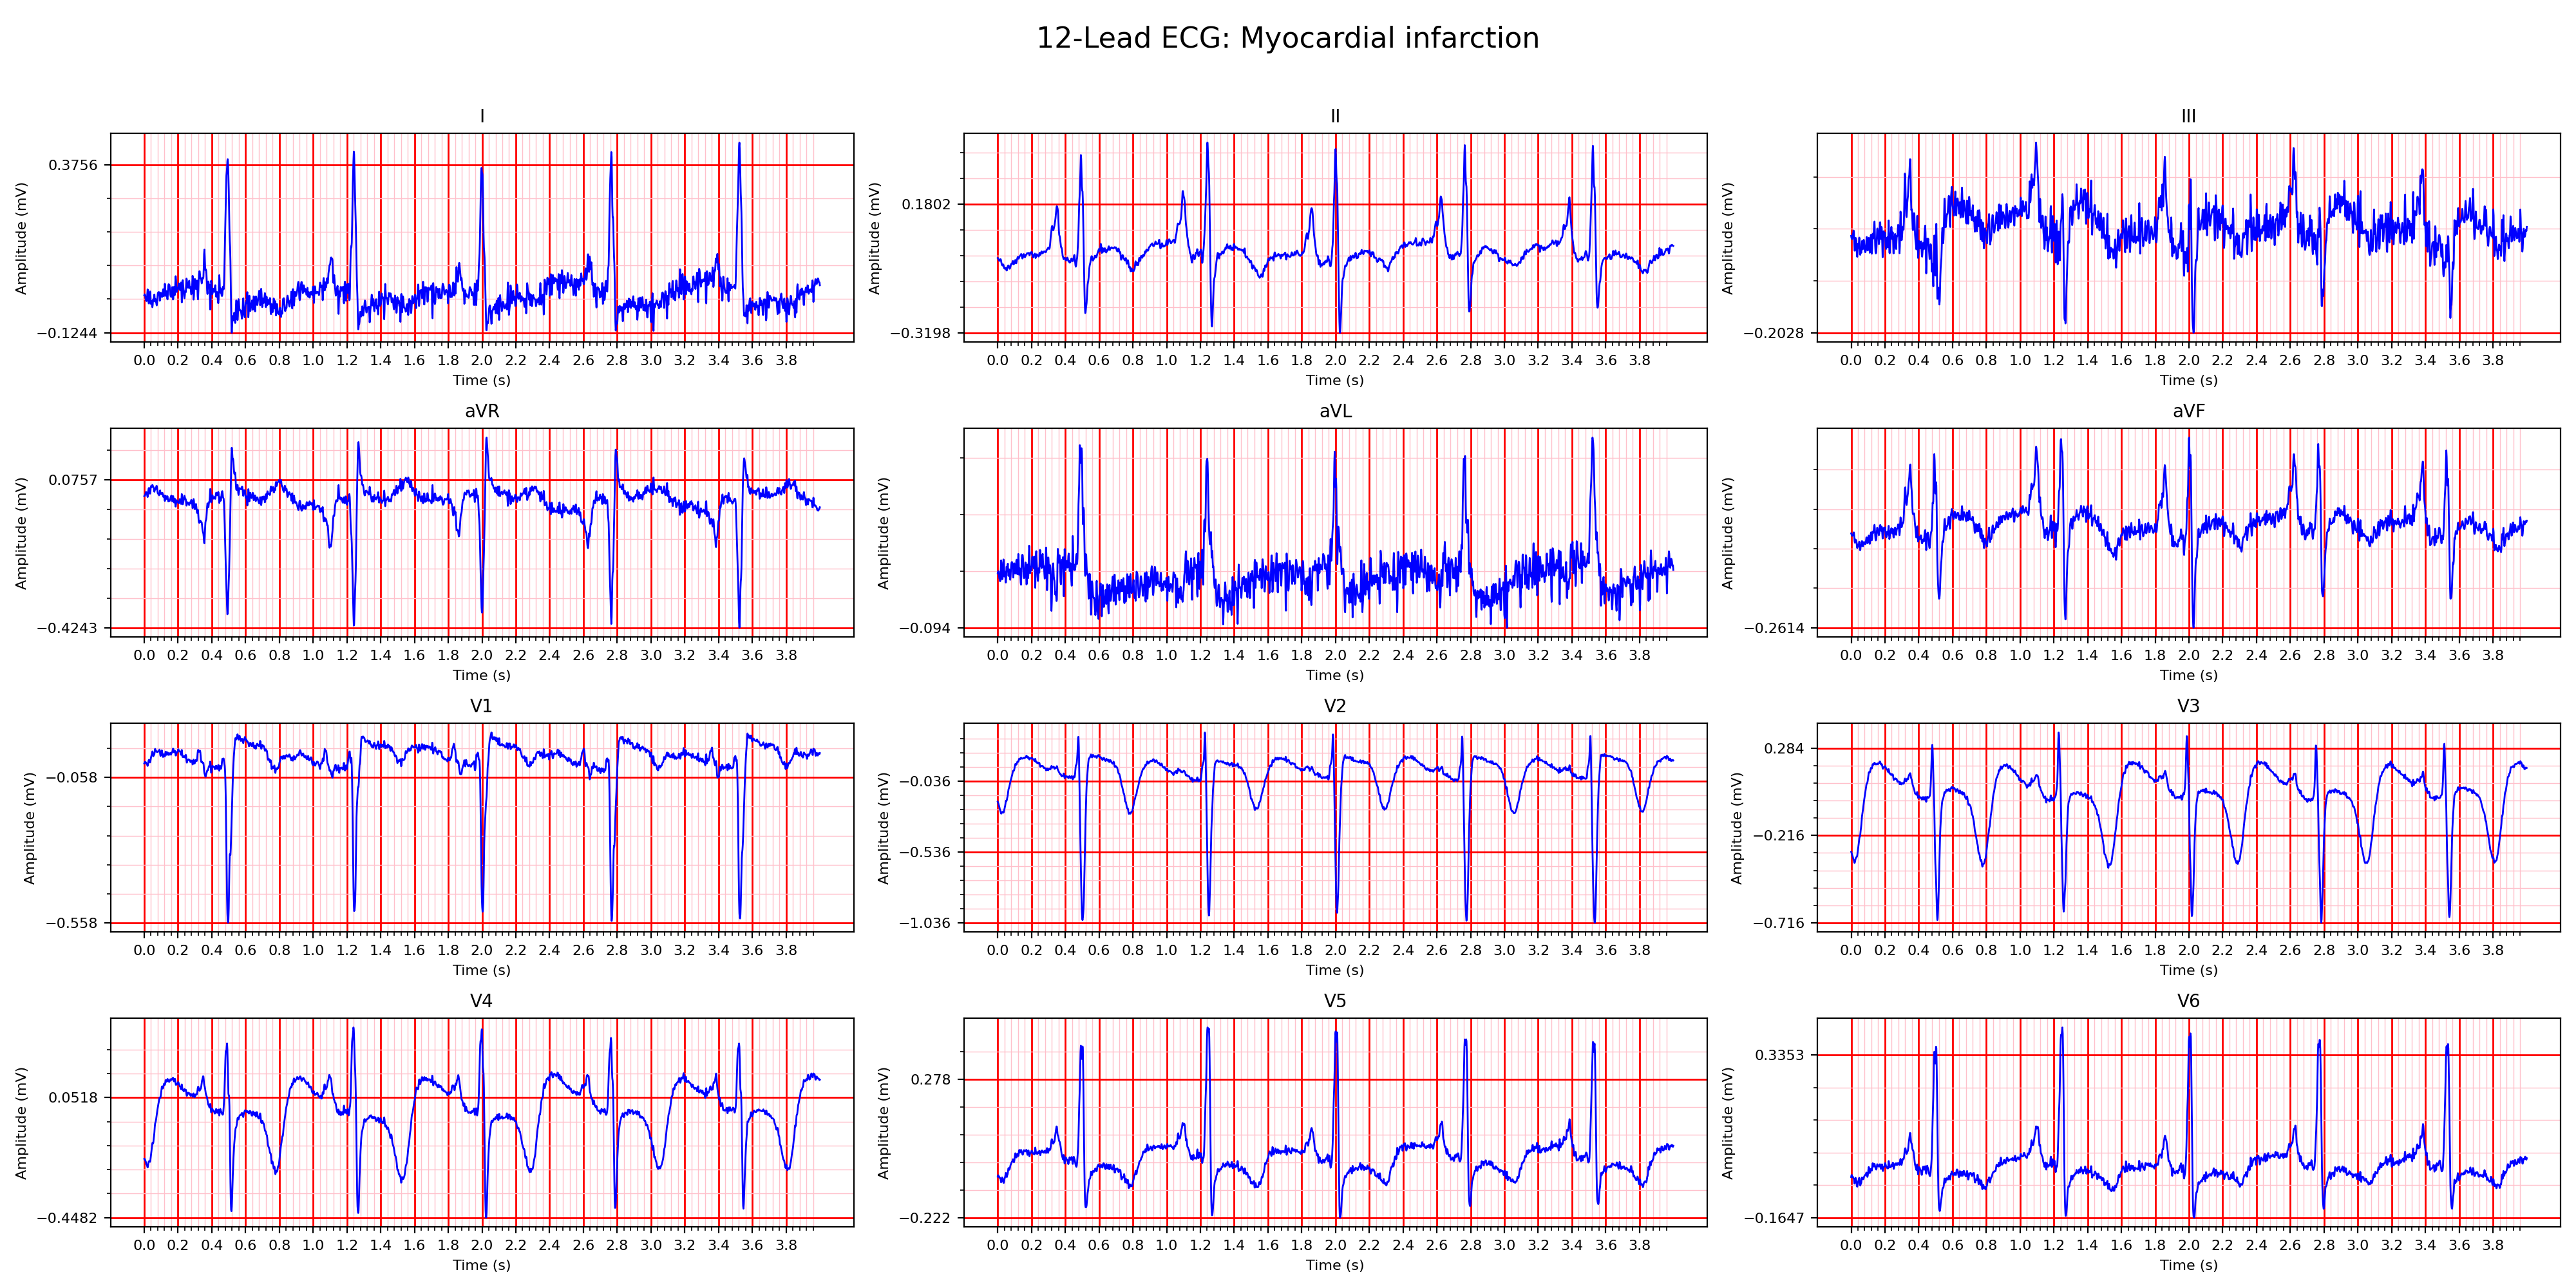 12-Lead ECG: Myocardial infarction
I
II
III
Amplitude (mV)
0.3756
−0.1244
0.0 0.2 0.4 0.6 0.8 1.0 1.2 1.4 1.6 1.8 2.0 2.2 2.4 2.6 2.8 3.0 3.2 3.4 3.6 3.8
Time (s)
Amplitude (mV)
0.1802
−0.3198
0.0 0.2 0.4 0.6 0.8 1.0 1.2 1.4 1.6 1.8 2.0 2.2 2.4 2.6 2.8 3.0 3.2 3.4 3.6 3.8
Time (s)
Amplitude (mV)
−0.2028
0.0 0.2 0.4 0.6 0.8 1.0 1.2 1.4 1.6 1.8 2.0 2.2 2.4 2.6 2.8 3.0 3.2 3.4 3.6 3.8
Time (s)
aVR
aVL
aVF
Amplitude (mV)
0.0757
−0.4243
0.0 0.2 0.4 0.6 0.8 1.0 1.2 1.4 1.6 1.8 2.0 2.2 2.4 2.6 2.8 3.0 3.2 3.4 3.6 3.8
Time (s)
Amplitude (mV)
−0.094
0.0 0.2 0.4 0.6 0.8 1.0 1.2 1.4 1.6 1.8 2.0 2.2 2.4 2.6 2.8 3.0 3.2 3.4 3.6 3.8
Time (s)
Amplitude (mV)
−0.2614
0.0 0.2 0.4 0.6 0.8 1.0 1.2 1.4 1.6 1.8 2.0 2.2 2.4 2.6 2.8 3.0 3.2 3.4 3.6 3.8
Time (s)
V1
V2
V3
Amplitude (mV)
−0.058
−0.558
0.0 0.2 0.4 0.6 0.8 1.0 1.2 1.4 1.6 1.8 2.0 2.2 2.4 2.6 2.8 3.0 3.2 3.4 3.6 3.8
Time (s)
Amplitude (mV)
−0.036
−0.536
−1.036
0.0 0.2 0.4 0.6 0.8 1.0 1.2 1.4 1.6 1.8 2.0 2.2 2.4 2.6 2.8 3.0 3.2 3.4 3.6 3.8
Time (s)
Amplitude (mV)
0.284
−0.216
−0.716
0.0 0.2 0.4 0.6 0.8 1.0 1.2 1.4 1.6 1.8 2.0 2.2 2.4 2.6 2.8 3.0 3.2 3.4 3.6 3.8
Time (s)
V4
V5
V6
Amplitude (mV)
0.0518
−0.4482
0.0 0.2 0.4 0.6 0.8 1.0 1.2 1.4 1.6 1.8 2.0 2.2 2.4 2.6 2.8 3.0 3.2 3.4 3.6 3.8
Time (s)
Amplitude (mV)
0.278
−0.222
0.0 0.2 0.4 0.6 0.8 1.0 1.2 1.4 1.6 1.8 2.0 2.2 2.4 2.6 2.8 3.0 3.2 3.4 3.6 3.8
Time (s)
Amplitude (mV)
0.3353
−0.1647
0.0 0.2 0.4 0.6 0.8 1.0 1.2 1.4 1.6 1.8 2.0 2.2 2.4 2.6 2.8 3.0 3.2 3.4 3.6 3.8
Time (s)